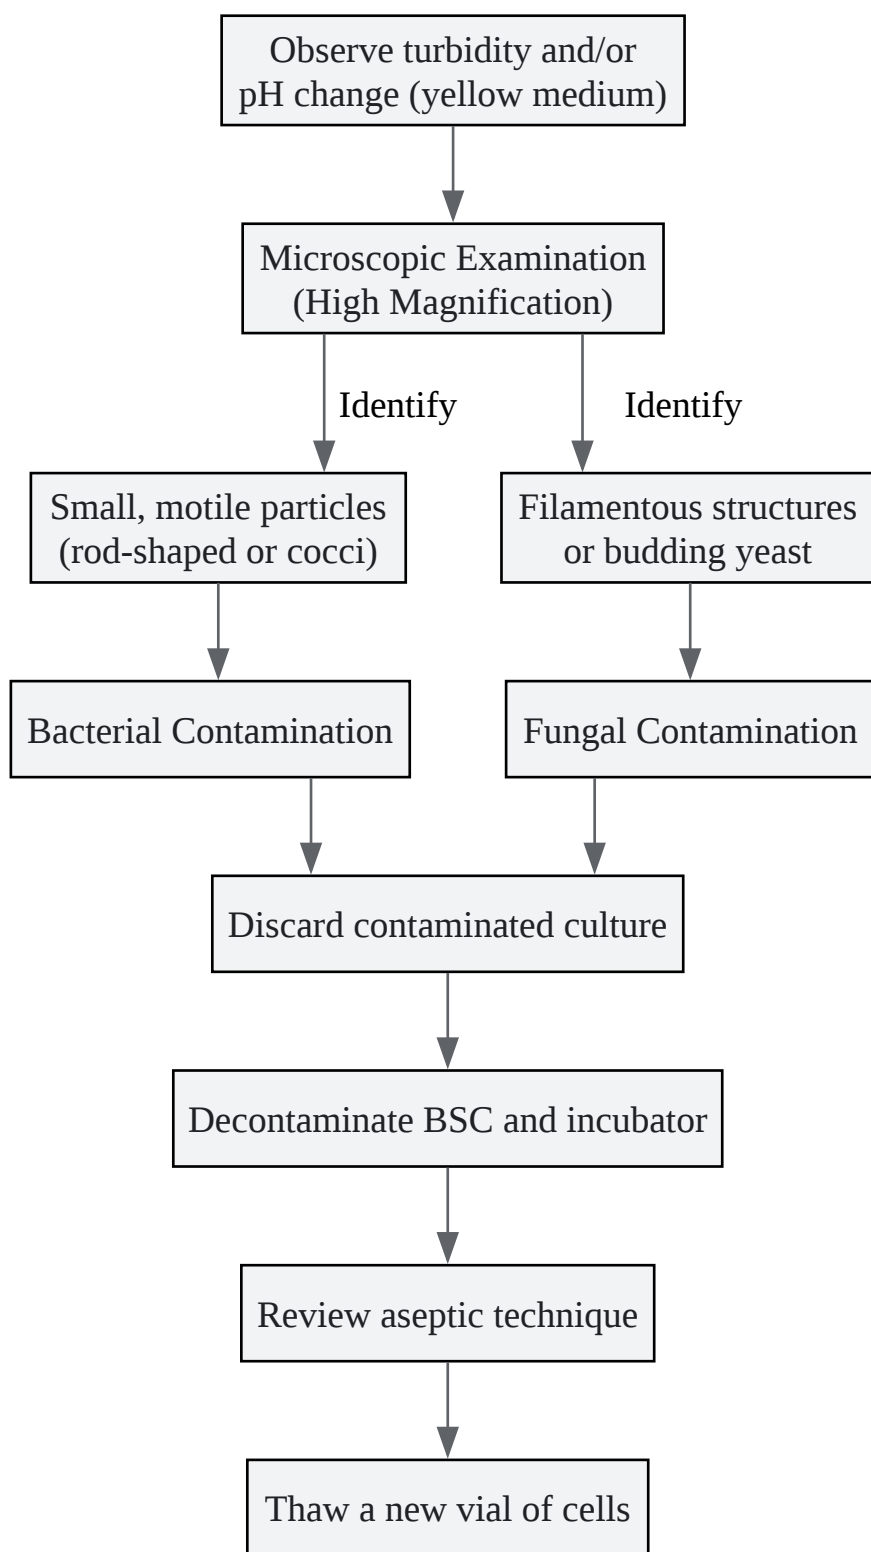 Observe turbidity and/or
pH change (yellow medium)
Microscopic Examination
(High Magnification)
Identify
Identify
Small, motile particles
(rod-shaped or cocci)
Filamentous structures
or budding yeast
Bacterial Contamination
Fungal Contamination
Discard contaminated culture
Decontaminate BSC and incubator
Review aseptic technique
Thaw a new vial of cells